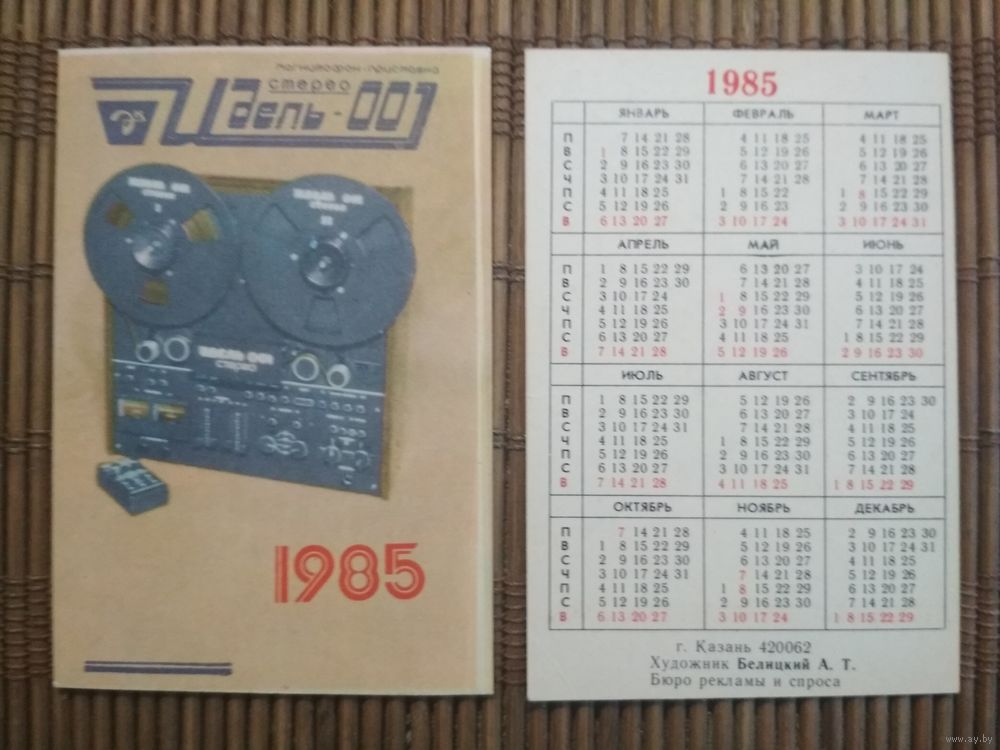 магнитофон-приставка
стерео
Идель-001
ИДЕЛЬ 001
стерео
I
ИДЕЛЬ 001
стерео
II
ИДЕЛЬ 001
стерео
1985
1985
ЯНВАРЬ ФЕВРАЛЬ МАРТ
П 7 14 21 28 4 11 18 25 4 11 18 25
В 1 8 15 22 29 5 12 19 26 5 12 19 26
С 2 9 16 23 30 6 13 20 27 6 13 20 27
Ч 3 10 17 24 31 7 14 21 28 7 14 21 28
П 4 11 18 25 1 8 15 22 1 8 15 22 29
С 5 12 19 26 2 9 16 23 2 9 16 23 30
В 6 13 20 27 3 10 17 24 3 10 17 24 31
АПРЕЛЬ МАЙ ИЮНЬ
П 1 8 15 22 29 6 13 20 27 3 10 17 24
В 2 9 16 23 30 7 14 21 28 4 11 18 25
С 3 10 17 24 1 8 15 22 29 5 12 19 26
Ч 4 11 18 25 2 9 16 23 30 6 13 20 27
П 5 12 19 26 3 10 17 24 31 7 14 21 28
С 6 13 20 27 4 11 18 25 1 8 15 22 29
В 7 14 21 28 5 12 19 26 2 9 16 23 30
ИЮЛЬ АВГУСТ СЕНТЯБРЬ
П 1 8 15 22 29 5 12 19 26 2 9 16 23 30
В 2 9 16 23 30 6 13 20 27 3 10 17 24
С 3 10 17 24 31 7 14 21 28 4 11 18 25
Ч 4 11 18 25 1 8 15 22 29 5 12 19 26
П 5 12 19 26 2 9 16 23 30 6 13 20 27
С 6 13 20 27 3 10 17 24 31 7 14 21 28
В 7 14 21 28 4 11 18 25 1 8 15 22 29
ОКТЯБРЬ НОЯБРЬ ДЕКАБРЬ
П 7 14 21 28 4 11 18 25 2 9 16 23 30
В 1 8 15 22 29 5 12 19 26 3 10 17 24 31
С 2 9 16 23 30 6 13 20 27 4 11 18 25
Ч 3 10 17 24 31 7 14 21 28 5 12 19 26
П 4 11 18 25 1 8 15 22 29 6 13 20 27
С 5 12 19 26 2 9 16 23 30 7 14 21 28
В 6 13 20 27 3 10 17 24 1 8 15 22 29
г. Казань 420062
Художник Белицкий А. Т.
Бюро рекламы и спроса
www.ay.by